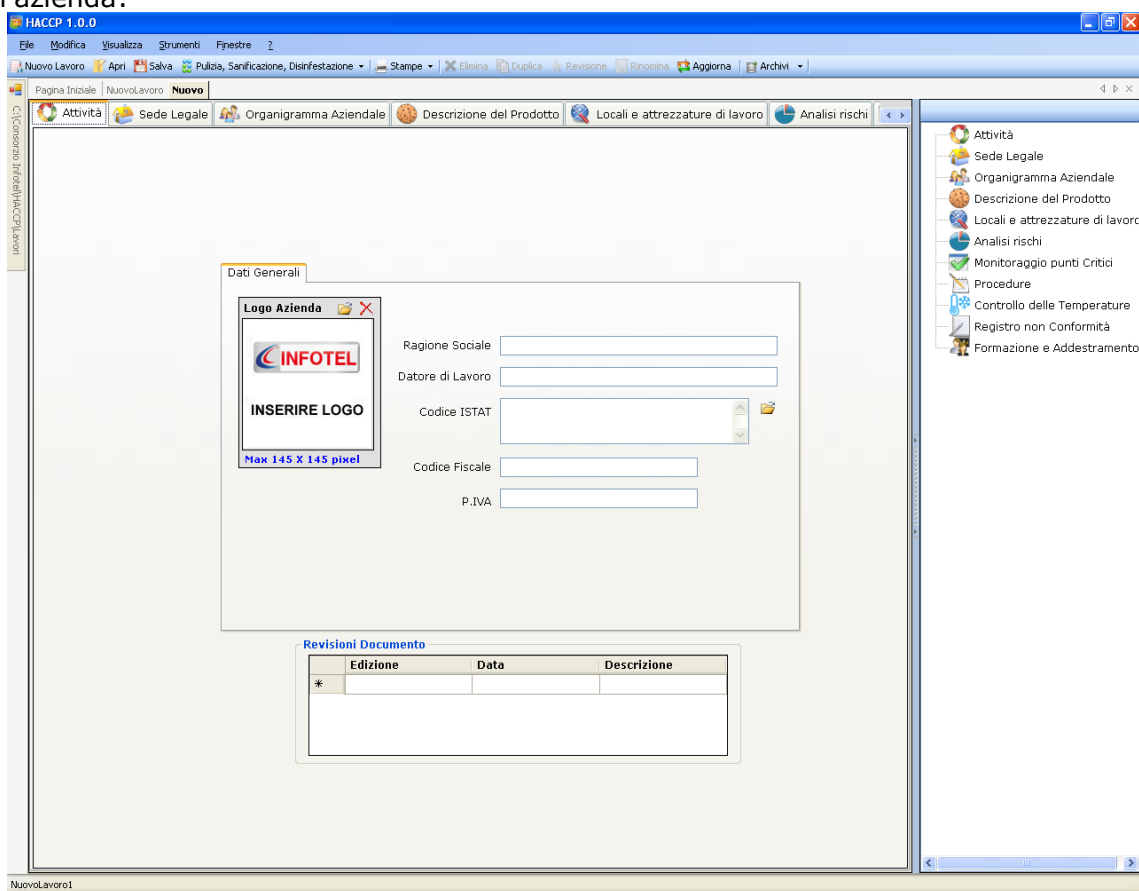 l'azienda.
HACCP 1.0.0
File Modifica Visualizza Strumenti Finestre ?
Nuovo Lavoro Apri Salva Pulizia, Sanificazione, Disinfestazione Stampe Elimina Duplica Revisione Rinomina Aggiorna Archivi
Pagina Iniziale NuovoLavoro Nuovo
C:\Consorzio Infotel\HACCP\Lavori
Attività Sede Legale Organigramma Aziendale Descrizione del Prodotto Locali e attrezzature di lavoro Analisi rischi
Dati Generali
Logo Azienda
INFOTEL
INSERIRE LOGO
Max 145 X 145 pixel
Ragione Sociale
Datore di Lavoro
Codice ISTAT
Codice Fiscale
P.IVA
Revisioni Documento
Edizione Data Descrizione
Attività
Sede Legale
Organigramma Aziendale
Descrizione del Prodotto
Locali e attrezzature di lavoro
Analisi rischi
Monitoraggio punti Critici
Procedure
Controllo delle Temperature
Registro non Conformità
Formazione e Addestramento
NuovoLavoro1